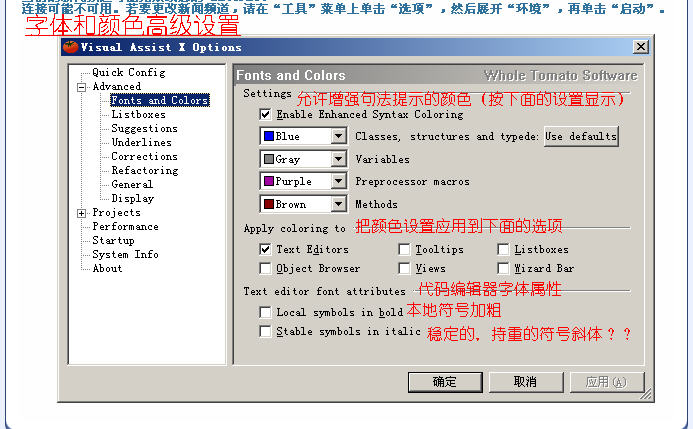 连接可能不可用。若要更改新闻频道，请在“工具”菜单上单击“选项”，然后展开“环境”，再单击“启动”。
字体和颜色高级设置
Visual Assist X Options
Quick Config
Advanced
Fonts and Colors
Listboxes
Suggestions
Underlines
Corrections
Refactoring
General
Display
Projects
Performance
Startup
System Info
About
Fonts and Colors Whole Tomato Software
Settings 允许增强句法提示的颜色（按下面的设置显示）
Enable Enhanced Syntax Coloring
Blue Classes, structures and typede: Use defaults
Gray Variables
Purple Preprocessor macros
Brown Methods
Apply coloring to 把颜色设置应用到下面的选项
Text Editors Tooltips Listboxes
Object Browser Views Wizard Bar
Text editor font attributes 代码编辑器字体属性
Local symbols in bold 本地符号加粗
Stable symbols in italic 稳定的，持重的符号斜体？？
确定 取消 应用(A)